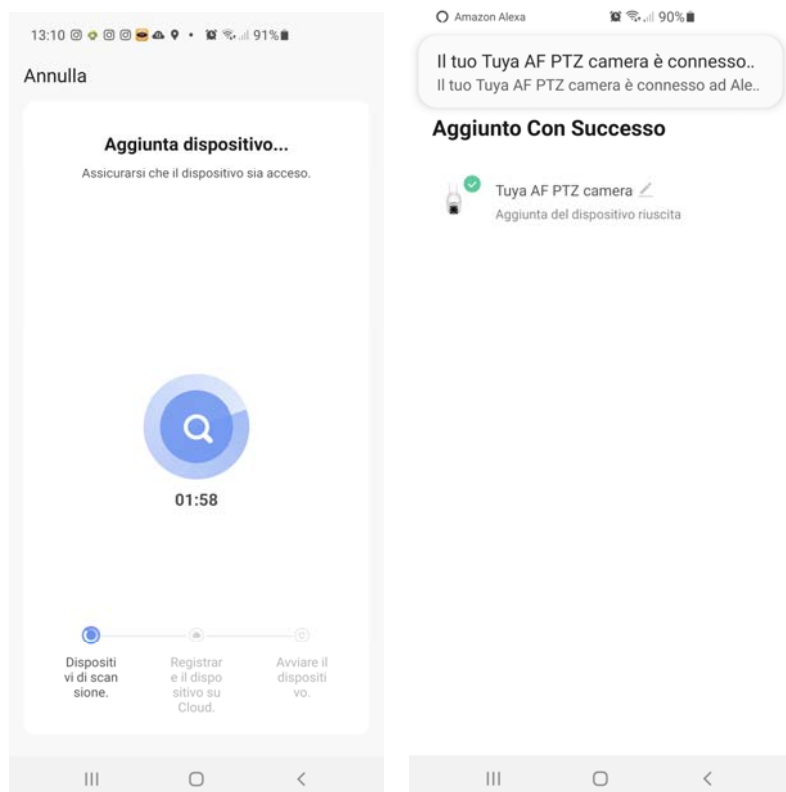 13:10 91%
Annulla
Aggiunta dispositivo...
Assicurarsi che il dispositivo sia acceso.
01:58
Dispositi
vi di scan
sione.
Registrar
e il dispo
sitivo su
Cloud.
Avviare il
dispositi
vo.
Amazon Alexa 90%
Il tuo Tuya AF PTZ camera è connesso..
Il tuo Tuya AF PTZ camera è connesso ad Ale..
Aggiunto Con Successo
Tuya AF PTZ camera
Aggiunta del dispositivo riuscita